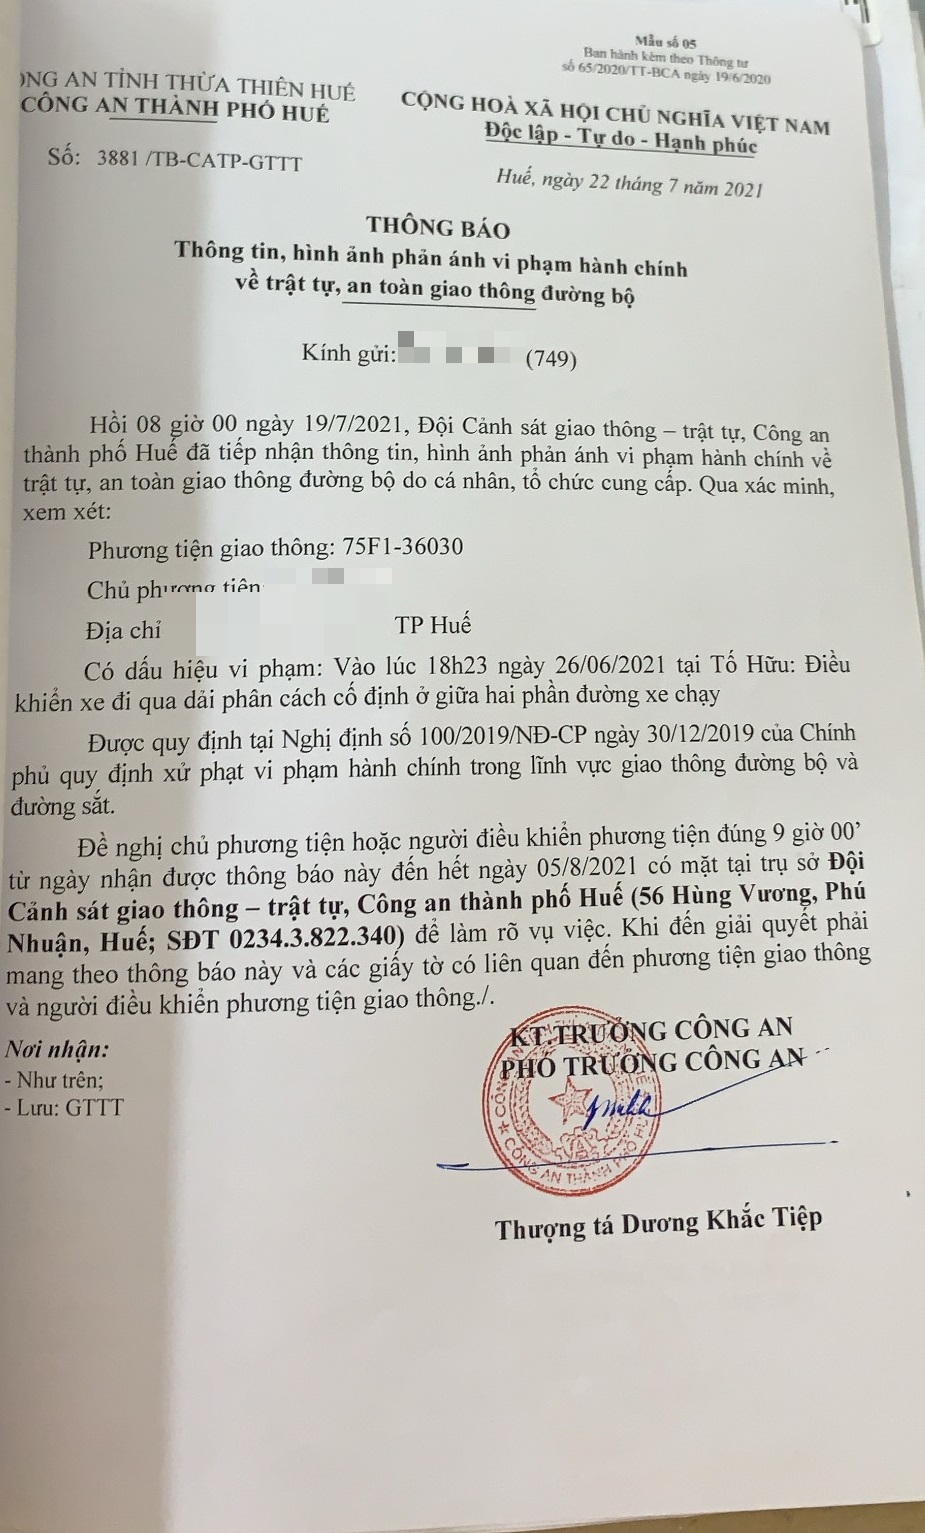 Mẫu số 05
Ban hành kèm theo Thông tư
số 65/2020/TT-BCA ngày 19/6/2020
ÔNG AN TỈNH THỪA THIÊN HUẾ
CÔNG AN THÀNH PHỐ HUẾ
CỘNG HOÀ XÃ HỘI CHỦ NGHĨA VIỆT NAM
Độc lập - Tự do - Hạnh phúc
Số: 3881 /TB-CATP-GTTT
Huế, ngày 22 tháng 7 năm 2021
THÔNG BÁO
Thông tin, hình ảnh phản ánh vi phạm hành chính
về trật tự, an toàn giao thông đường bộ
Kính gửi: (749)
Hồi 08 giờ 00 ngày 19/7/2021, Đội Cảnh sát giao thông – trật tự, Công an
thành phố Huế đã tiếp nhận thông tin, hình ảnh phản ánh vi phạm hành chính về
trật tự, an toàn giao thông đường bộ do cá nhân, tổ chức cung cấp. Qua xác minh,
xem xét:
Phương tiện giao thông: 75F1-36030
Chủ phương tiện:
Địa chỉ TP Huế
Có dấu hiệu vi phạm: Vào lúc 18h23 ngày 26/06/2021 tại Tố Hữu: Điều
khiển xe đi qua dải phân cách cố định ở giữa hai phần đường xe chạy
Được quy định tại Nghị định số 100/2019/NĐ-CP ngày 30/12/2019 của Chính
phủ quy định xử phạt vi phạm hành chính trong lĩnh vực giao thông đường bộ và
đường sắt.
Đề nghị chủ phương tiện hoặc người điều khiển phương tiện đúng 9 giờ 00’
từ ngày nhận được thông báo này đến hết ngày 05/8/2021 có mặt tại trụ sở Đội
Cảnh sát giao thông – trật tự, Công an thành phố Huế (56 Hùng Vương, Phú
Nhuận, Huế; SĐT 0234.3.822.340) để làm rõ vụ việc. Khi đến giải quyết phải
mang theo thông báo này và các giấy tờ có liên quan đến phương tiện giao thông
và người điều khiển phương tiện giao thông./.
Nơi nhận:
- Như trên;
- Lưu: GTTT
KT.TRƯỞNG CÔNG AN
PHÓ TRƯỞNG CÔNG AN
CÔNG AN THÀNH PHỐ HUẾ
Thượng tá Dương Khắc Tiệp